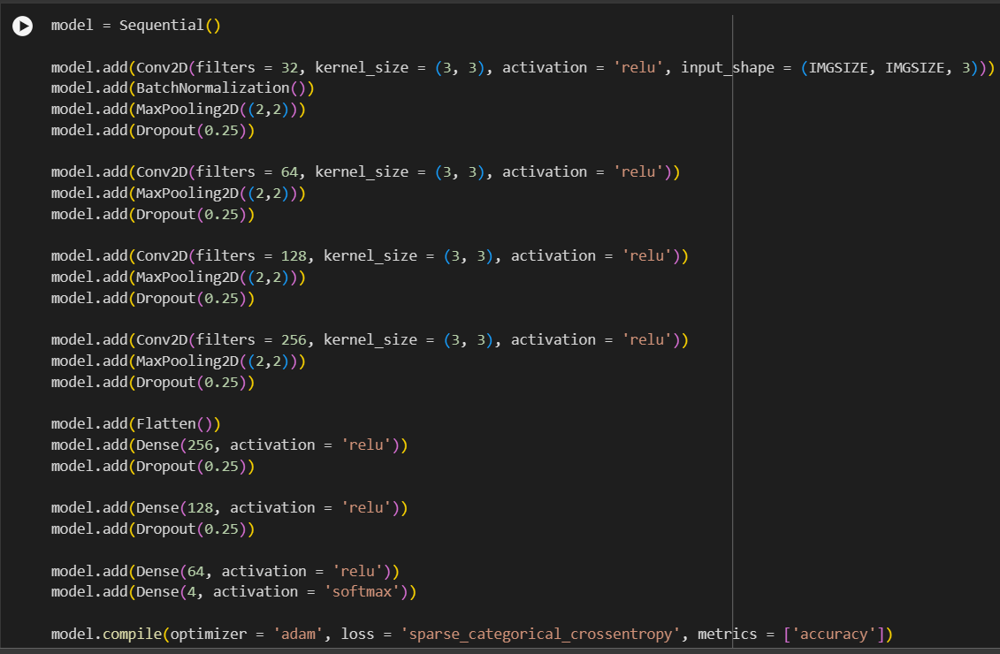 model = Sequential()
model.add(Conv2D(filters = 32, kernel_size = (3, 3), activation = 'relu', input_shape = (IMGSIZE, IMGSIZE, 3)))
model.add(BatchNormalization())
model.add(MaxPooling2D((2,2)))
model.add(Dropout(0.25))
model.add(Conv2D(filters = 64, kernel_size = (3, 3), activation = 'relu'))
model.add(MaxPooling2D((2,2)))
model.add(Dropout(0.25))
model.add(Conv2D(filters = 128, kernel_size = (3, 3), activation = 'relu'))
model.add(MaxPooling2D((2,2)))
model.add(Dropout(0.25))
model.add(Conv2D(filters = 256, kernel_size = (3, 3), activation = 'relu'))
model.add(MaxPooling2D((2,2)))
model.add(Dropout(0.25))
model.add(Flatten())
model.add(Dense(256, activation = 'relu'))
model.add(Dropout(0.25))
model.add(Dense(128, activation = 'relu'))
model.add(Dropout(0.25))
model.add(Dense(64, activation = 'relu'))
model.add(Dense(4, activation = 'softmax'))
model.compile(optimizer = 'adam', loss = 'sparse_categorical_crossentropy', metrics = ['accuracy'])